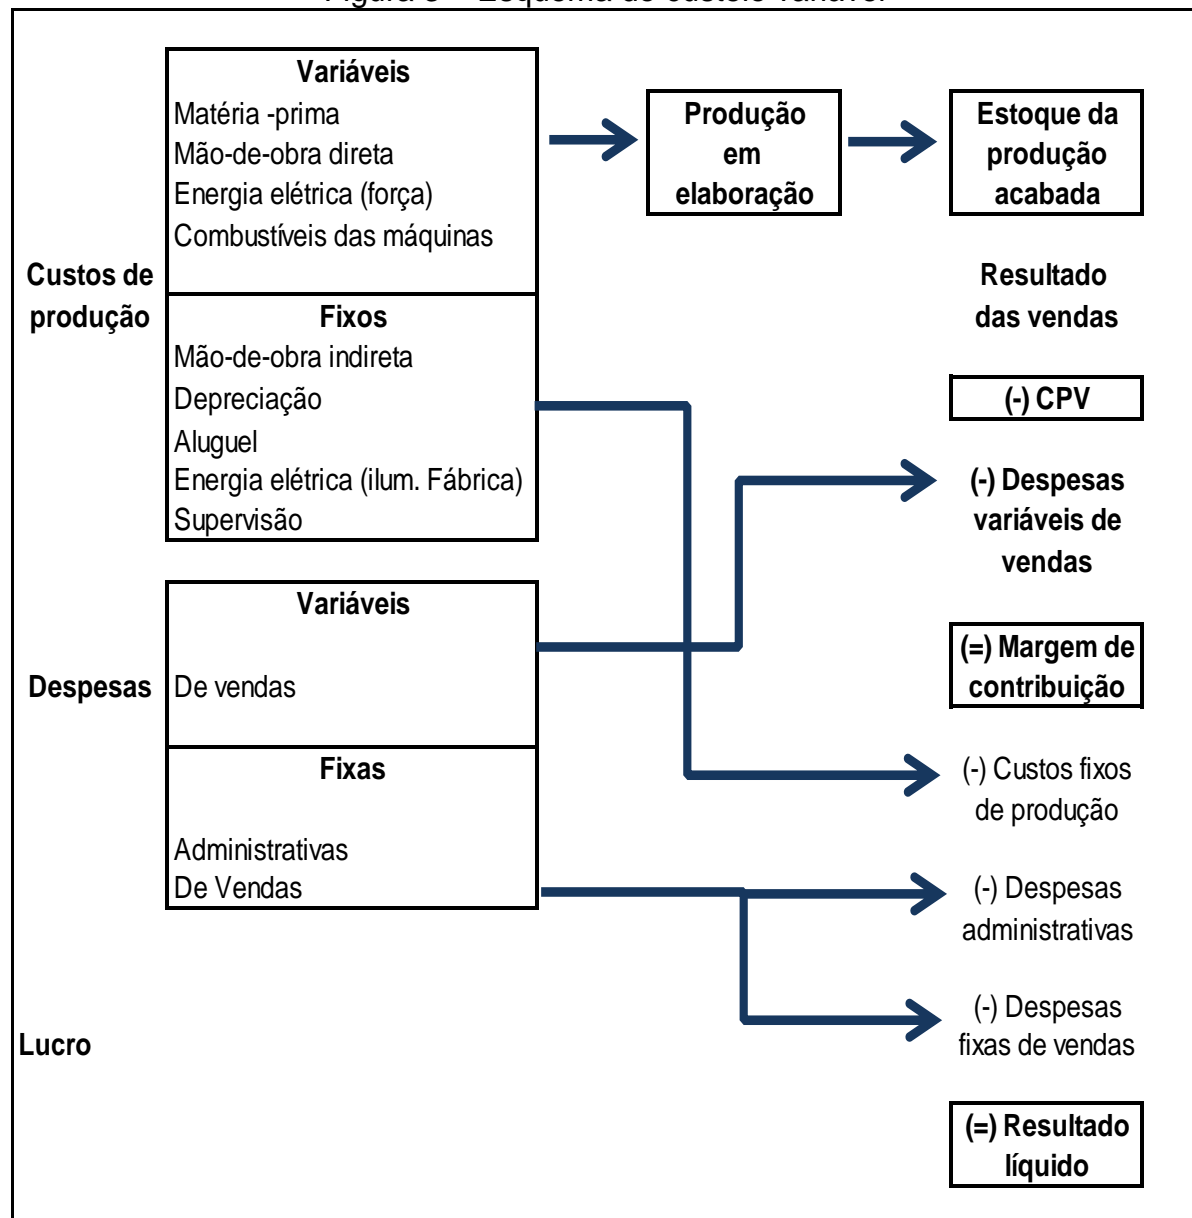 Variáveis
Matéria -prima
Mão-de-obra direta
Energia elétrica (força)
Combustíveis das máquinas
Produção
em
elaboração
Estoque da
produção
acabada
Custos de
produção
Resultado
das vendas
Fixos
Mão-de-obra indireta
Depreciação
Aluguel
Energia elétrica (ilum. Fábrica)
Supervisão
(-) CPV
(-) Despesas
variáveis de
vendas
Variáveis
Despesas
De vendas
(=) Margem de
contribuição
Fixas
Administrativas
De Vendas
(-) Custos fixos
de produção
(-) Despesas
administrativas
(-) Despesas
fixas de vendas
Lucro
(=) Resultado
líquido